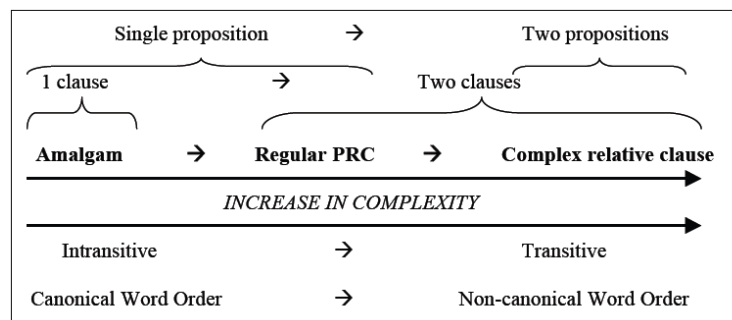 Single proposition → Two propositions
1 clause → Two clauses
Amalgam → Regular PRC → Complex relative clause
INCREASE IN COMPLEXITY
Intransitive → Transitive
Canonical Word Order → Non-canonical Word Order